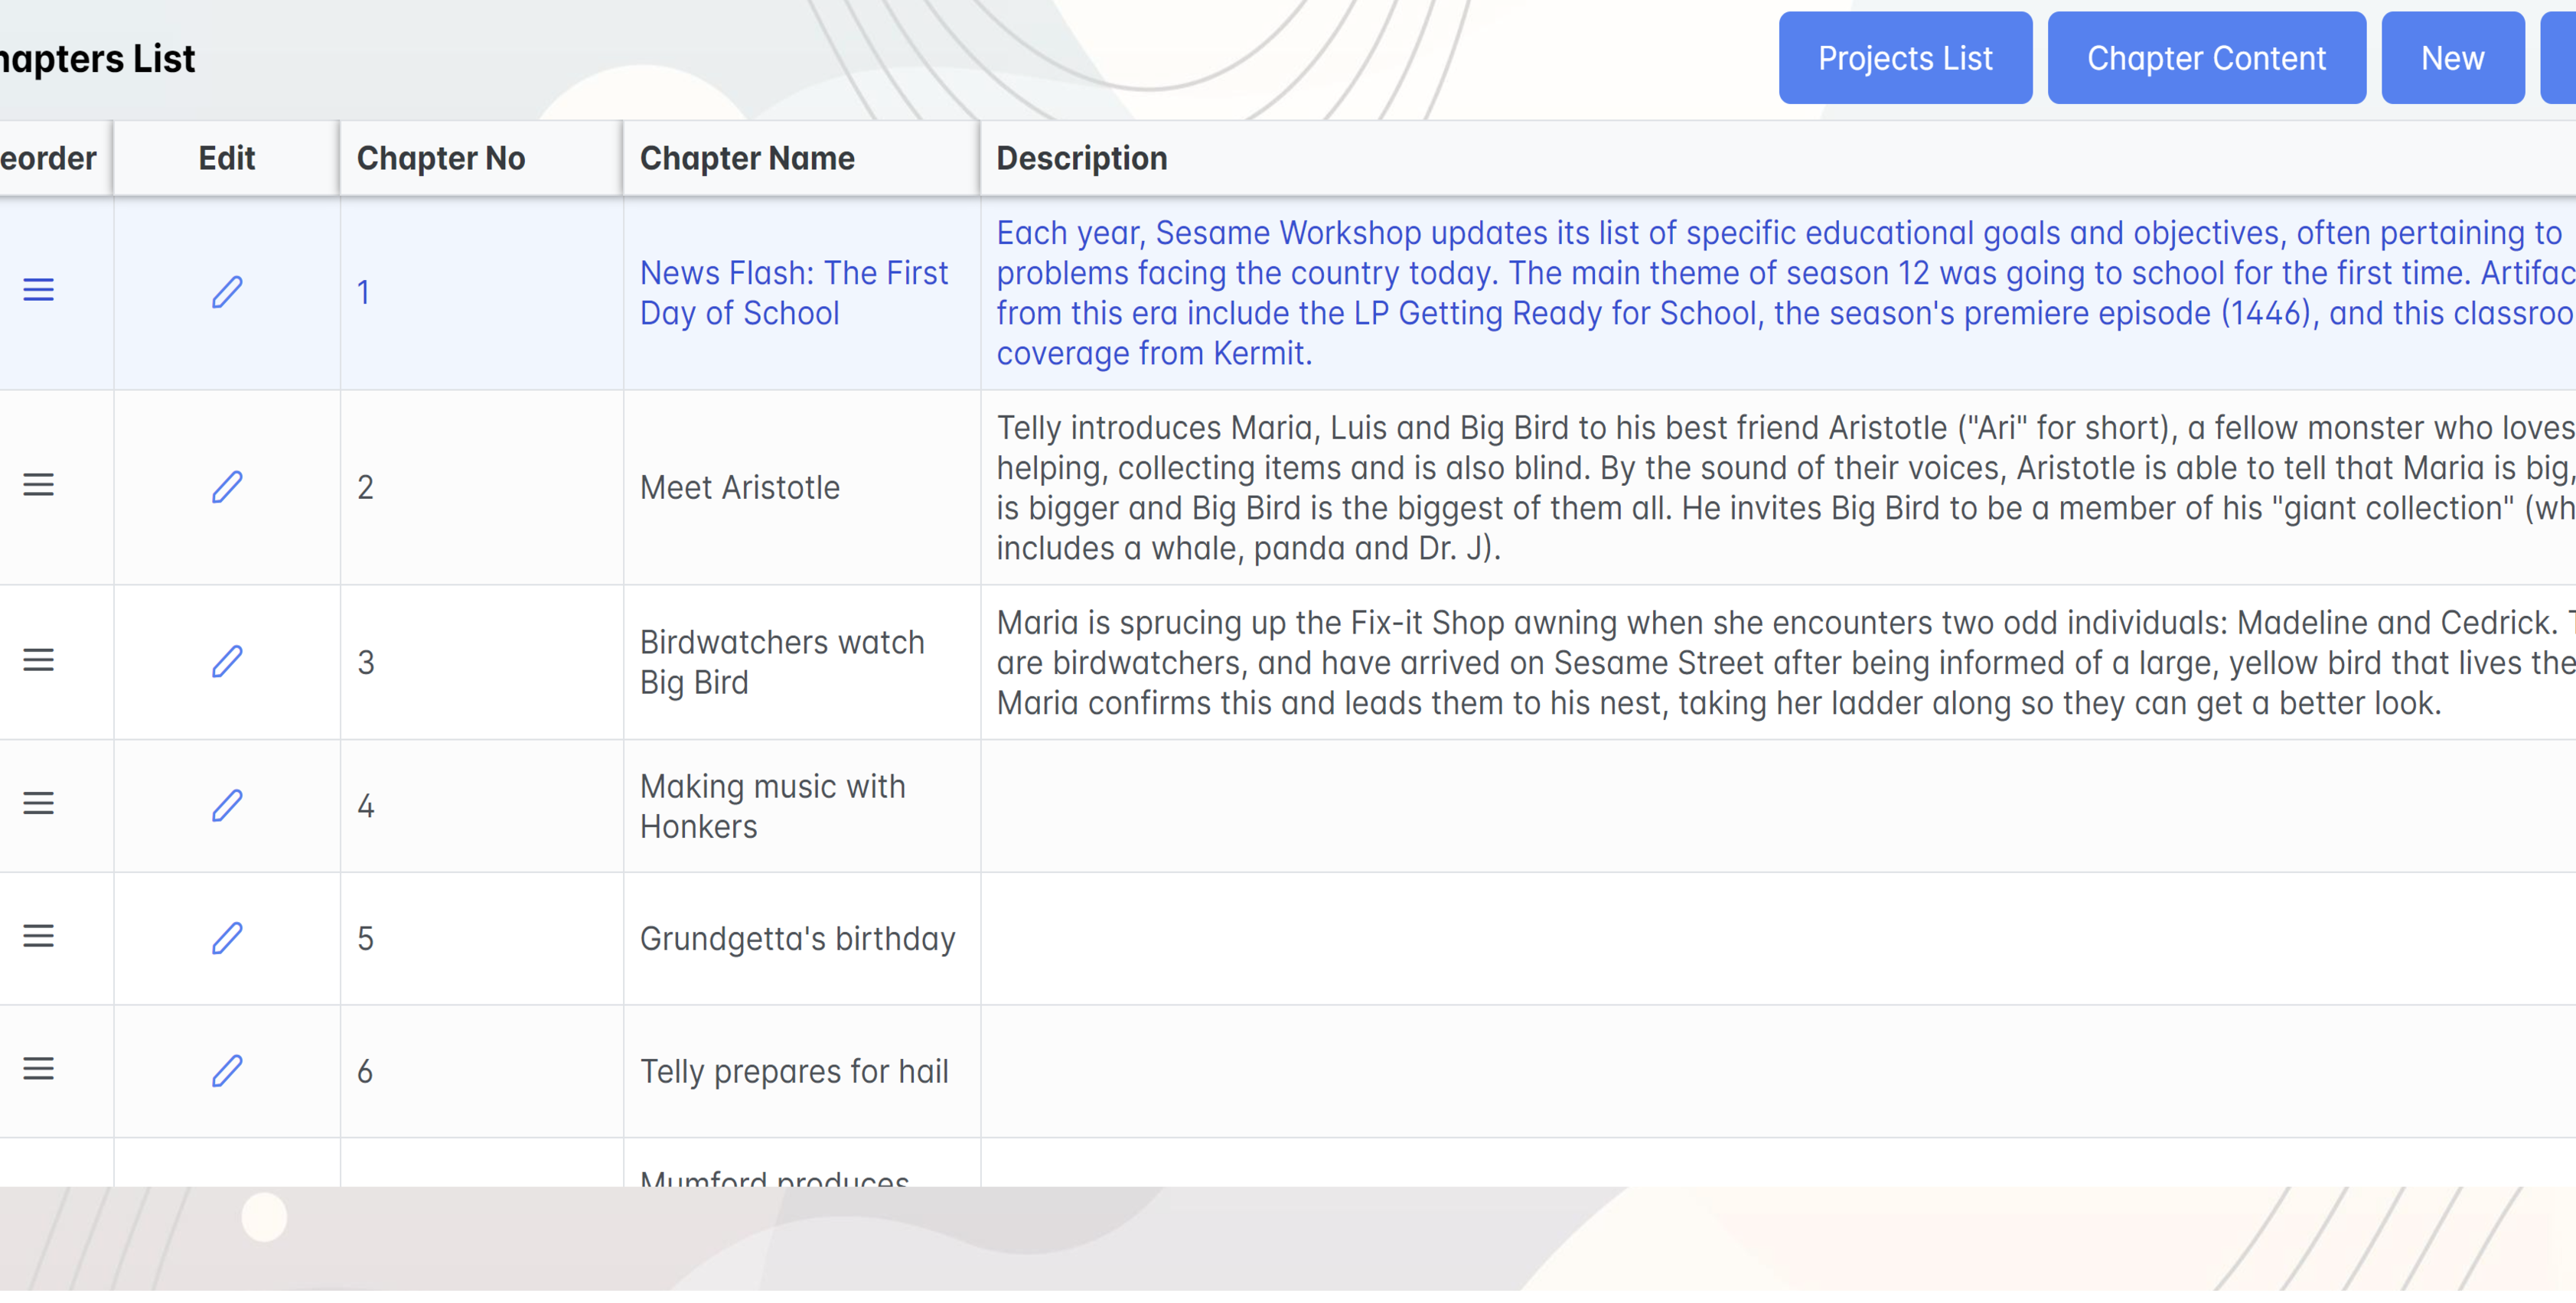 hapters List
Projects List
Chapter Content
New
eorder
Edit
Chapter No
Chapter Name
Description
1
News Flash: The First
Day of School
Each year, Sesame Workshop updates its list of specific educational goals and objectives, often pertaining to
problems facing the country today. The main theme of season 12 was going to school for the first time. Artifac
from this era include the LP Getting Ready for School, the season's premiere episode (1446), and this classroo
coverage from Kermit.
2
Meet Aristotle
Telly introduces Maria, Luis and Big Bird to his best friend Aristotle ("Ari" for short), a fellow monster who loves
helping, collecting items and is also blind. By the sound of their voices, Aristotle is able to tell that Maria is big,
is bigger and Big Bird is the biggest of them all. He invites Big Bird to be a member of his "giant collection" (wh
includes a whale, panda and Dr. J).
3
Birdwatchers watch
Big Bird
Maria is sprucing up the Fix-it Shop awning when she encounters two odd individuals: Madeline and Cedrick. T
are birdwatchers, and have arrived on Sesame Street after being informed of a large, yellow bird that lives the
Maria confirms this and leads them to his nest, taking her ladder along so they can get a better look.
4
Making music with
Honkers
5
Grundgetta's birthday
6
Telly prepares for hail
Mumford produces